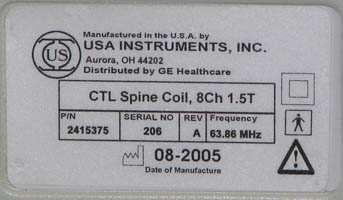 Manufactured in the U.S.A. by
US
USA INSTRUMENTS, INC.
Aurora, OH 44202
Distributed by GE Healthcare
CTL Spine Coil, 8Ch 1.5T
P/N SERIAL NO REV Frequency
2415375 206 A 63.86 MHz
08-2005
Date of Manufacture